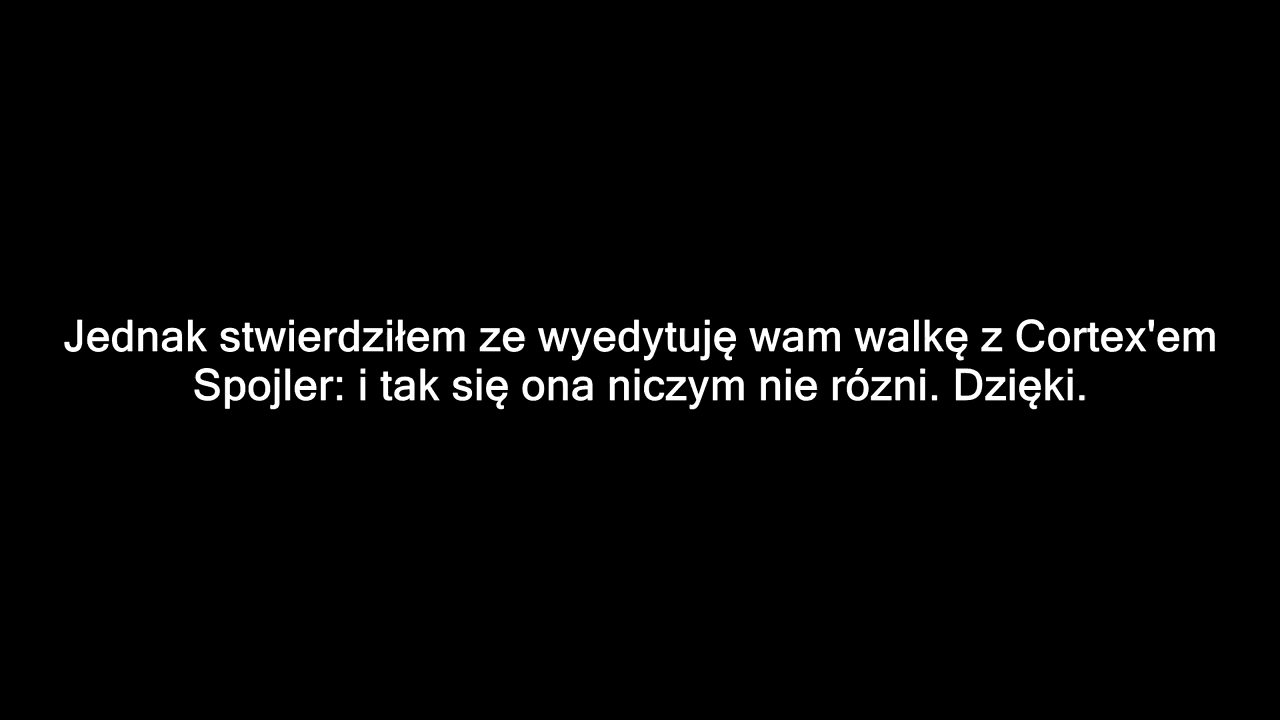 Jednak stwierdziłem ze wyedytuję wam walkę z Cortex'em
Spojler: i tak się ona niczym nie rózni. Dzięki.